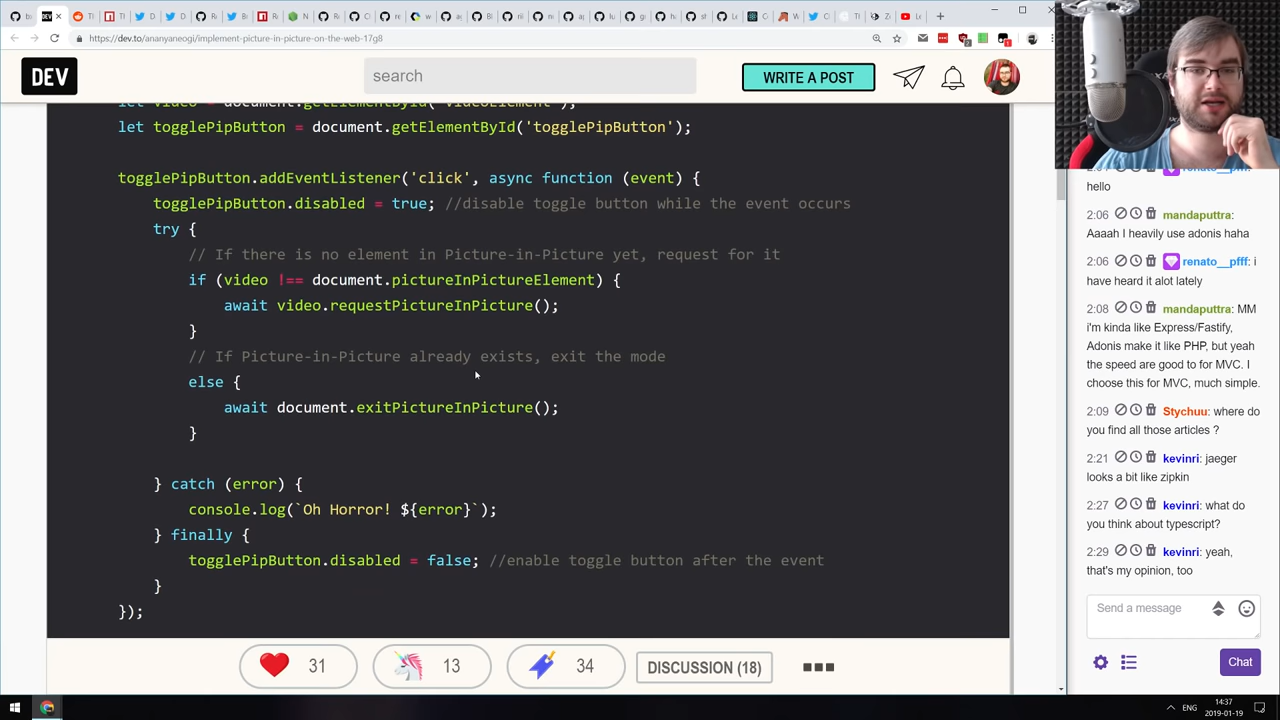 https://dev.to/ananyaneogi/implement-picture-in-picture-on-the-web-17g8
DEV
search
WRITE A POST
let video = document.getElementById('videoElement');
let togglePipButton = document.getElementById('togglePipButton');
togglePipButton.addEventListener('click', async function (event) {
togglePipButton.disabled = true; //disable toggle button while the event occurs
try {
// If there is no element in Picture-in-Picture yet, request for it
if (video !== document.pictureInPictureElement) {
await video.requestPictureInPicture();
}
// If Picture-in-Picture already exists, exit the mode
else {
await document.exitPictureInPicture();
}
} catch (error) {
console.log(`Oh Horror! ${error}`);
} finally {
togglePipButton.disabled = false; //enable toggle button after the event
}
});
31
13
34
DISCUSSION (18)
renato__pfff:
hello
2:06 mandaputtra:
Aaaah I heavily use adonis haha
2:06 renato__pfff: i
have heard it alot lately
2:08 mandaputtra: MM
i'm kinda like Express/Fastify,
Adonis make it like PHP, but yeah
the speed are good to for MVC. I
choose this for MVC, much simple.
2:09 Stychuu: where do
you find all those articles ?
2:21 kevinri: jaeger
looks a bit like zipkin
2:27 kevinri: what do
you think about typescript?
2:29 kevinri: yeah,
that's my opinion, too
Send a message
Chat
ENG
14:37
2019-01-19